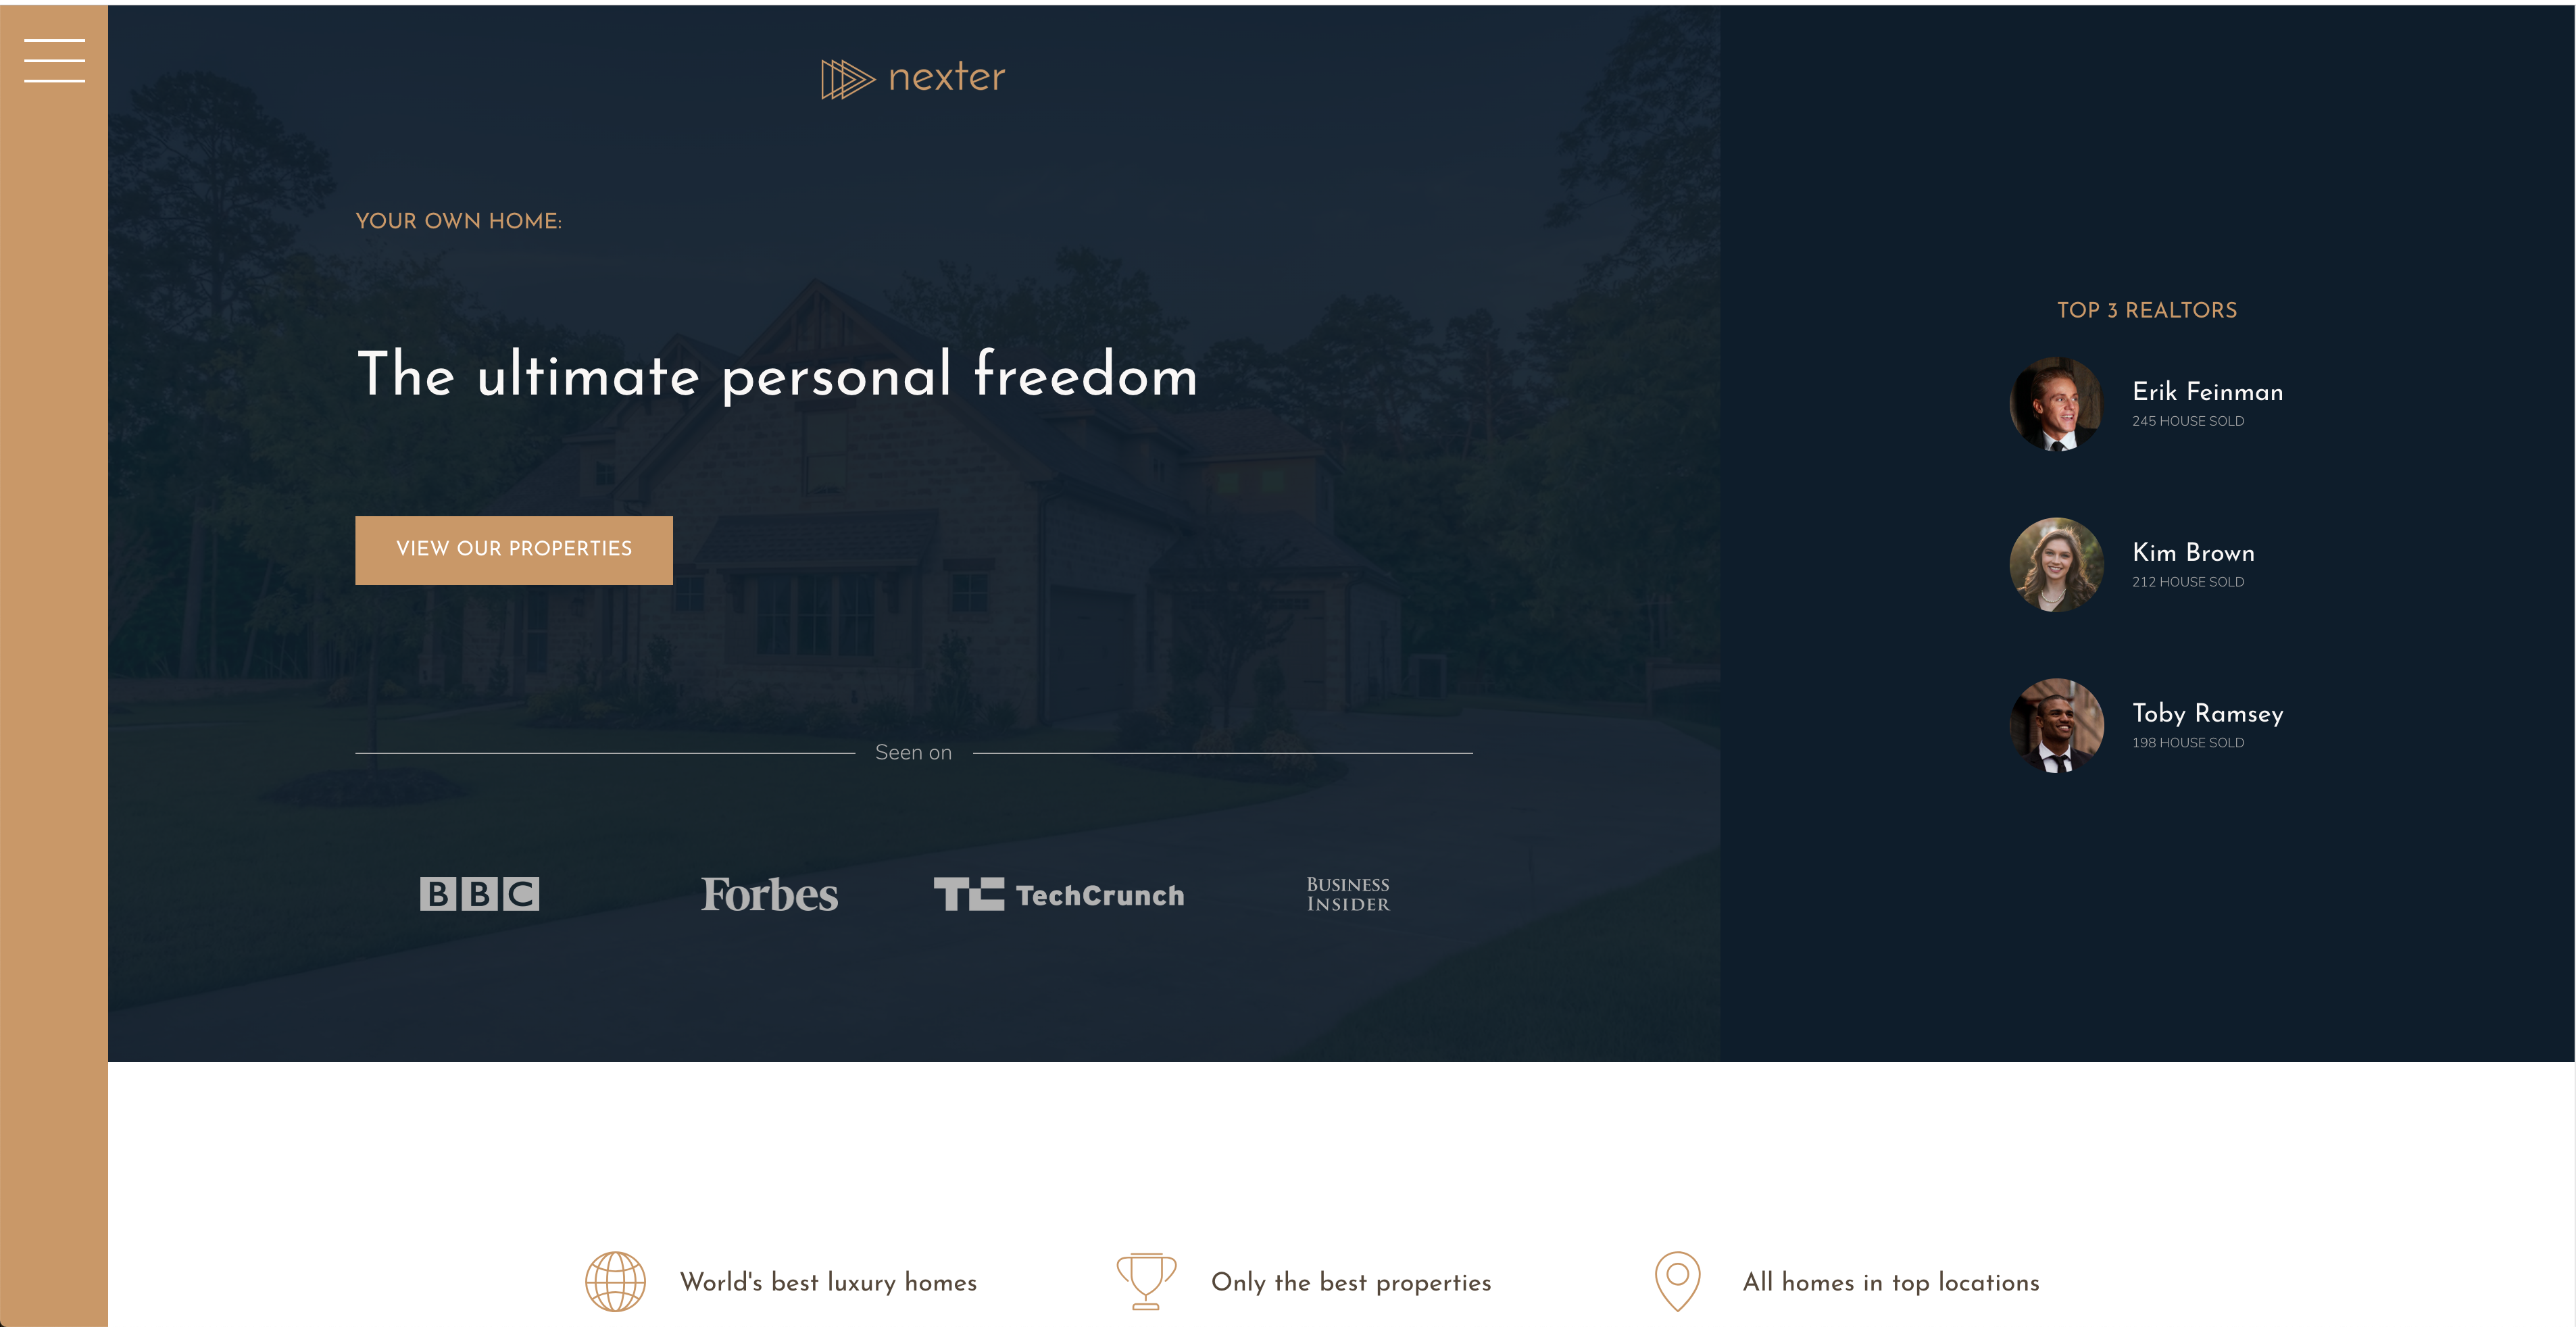 nexter
YOUR OWN HOME:
The ultimate personal freedom
VIEW OUR PROPERTIES
Seen on
BBC
Forbes
TC TechCrunch
BUSINESS
INSIDER
TOP 3 REALTORS
Erik Feinman
245 HOUSE SOLD
Kim Brown
212 HOUSE SOLD
Toby Ramsey
198 HOUSE SOLD
World's best luxury homes
Only the best properties
All homes in top locations